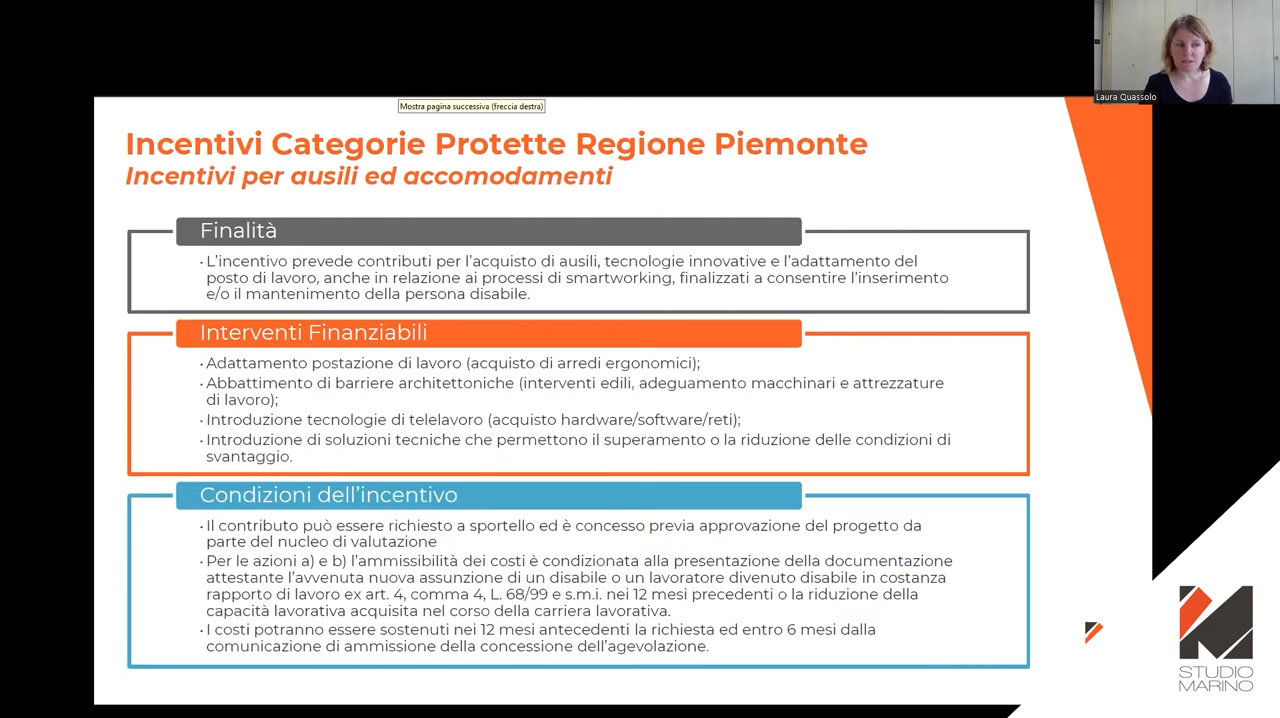 Laura Quassolo
Mostra pagina successiva (freccia destra)
Incentivi Categorie Protette Regione Piemonte
Incentivi per ausili ed accomodamenti
Finalità
• L'incentivo prevede contributi per l'acquisto di ausili, tecnologie innovative e l'adattamento del
posto di lavoro, anche in relazione ai processi di smartworking, finalizzati a consentire l'inserimento
e/o il mantenimento della persona disabile.
Interventi Finanziabili
• Adattamento postazione di lavoro (acquisto di arredi ergonomici);
• Abbattimento di barriere architettoniche (interventi edili, adeguamento macchinari e attrezzature
di lavoro);
• Introduzione tecnologie di telelavoro (acquisto hardware/software/reti);
• Introduzione di soluzioni tecniche che permettono il superamento o la riduzione delle condizioni di
svantaggio.
Condizioni dell'incentivo
• Il contributo può essere richiesto a sportello ed è concesso previa approvazione del progetto da
parte del nucleo di valutazione
• Per le azioni a) e b) l'ammissibilità dei costi è condizionata alla presentazione della documentazione
attestante l'avvenuta nuova assunzione di un disabile o un lavoratore divenuto disabile in costanza
rapporto di lavoro ex art. 4, comma 4, L. 68/99 e s.m.i. nei 12 mesi precedenti o la riduzione della
capacità lavorativa acquisita nel corso della carriera lavorativa.
• I costi potranno essere sostenuti nei 12 mesi antecedenti la richiesta ed entro 6 mesi dalla
comunicazione di ammissione della concessione dell'agevolazione.
STUDIO
MARINO